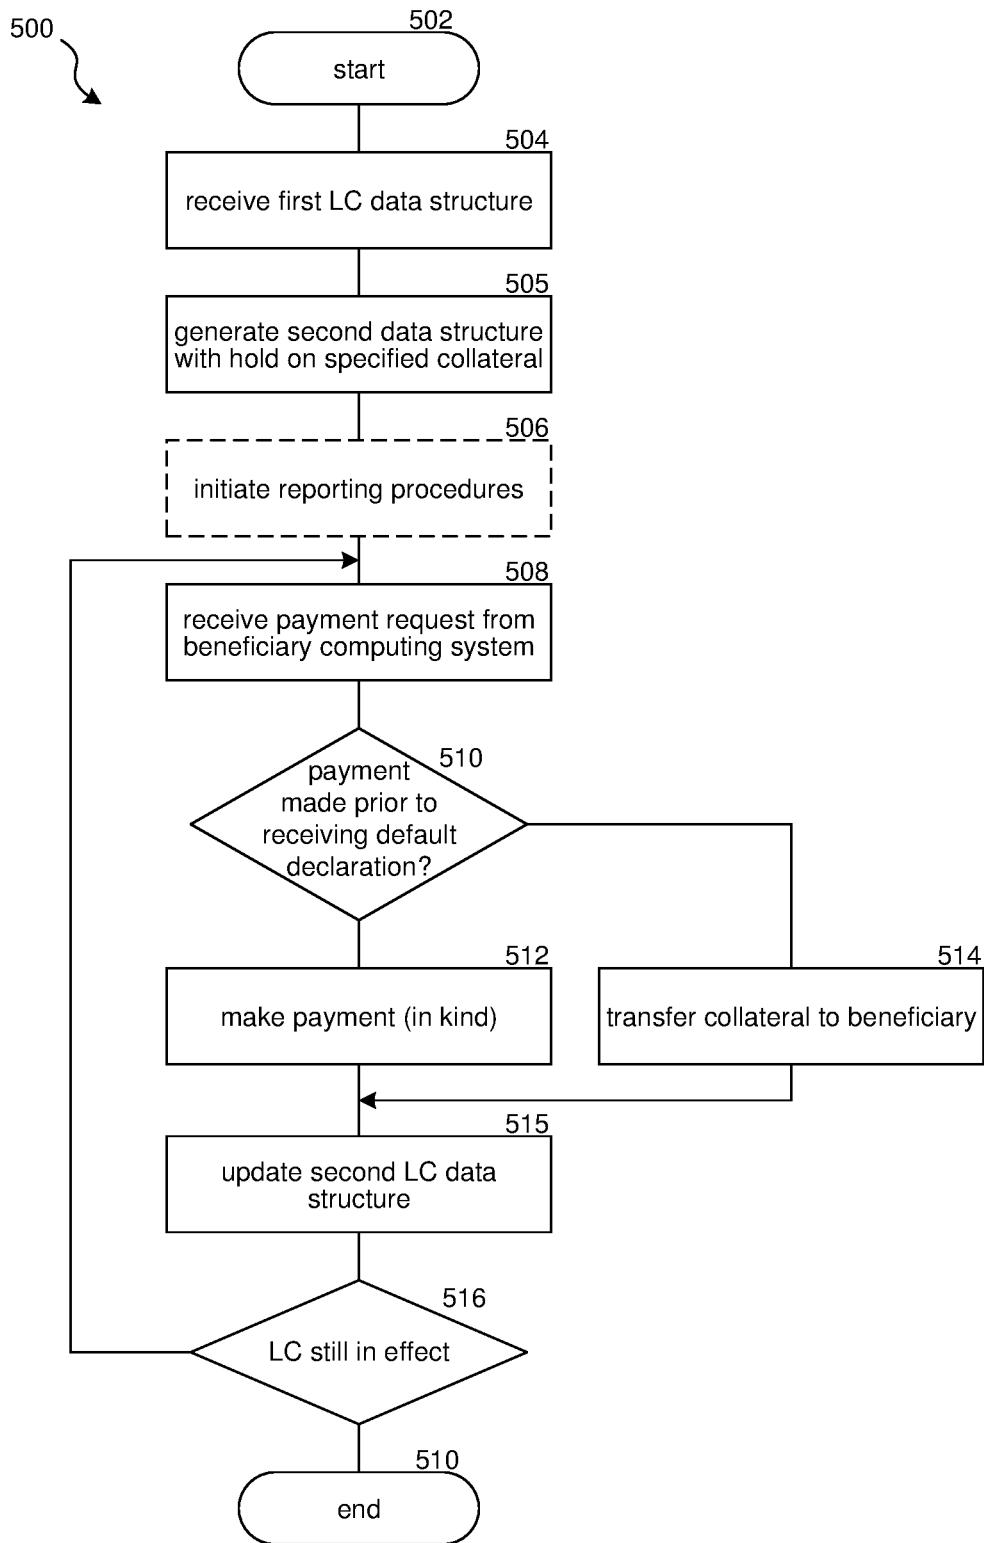 500
502
start
504
receive first LC data structure
505
generate second data structure
with hold on specified collateral
506
initiate reporting procedures
508
receive payment request from
beneficiary computing system
510
payment
made prior to
receiving default
declaration?
512
make payment (in kind)
514
transfer collateral to beneficiary
515
update second LC data
structure
516
LC still in effect
510
end